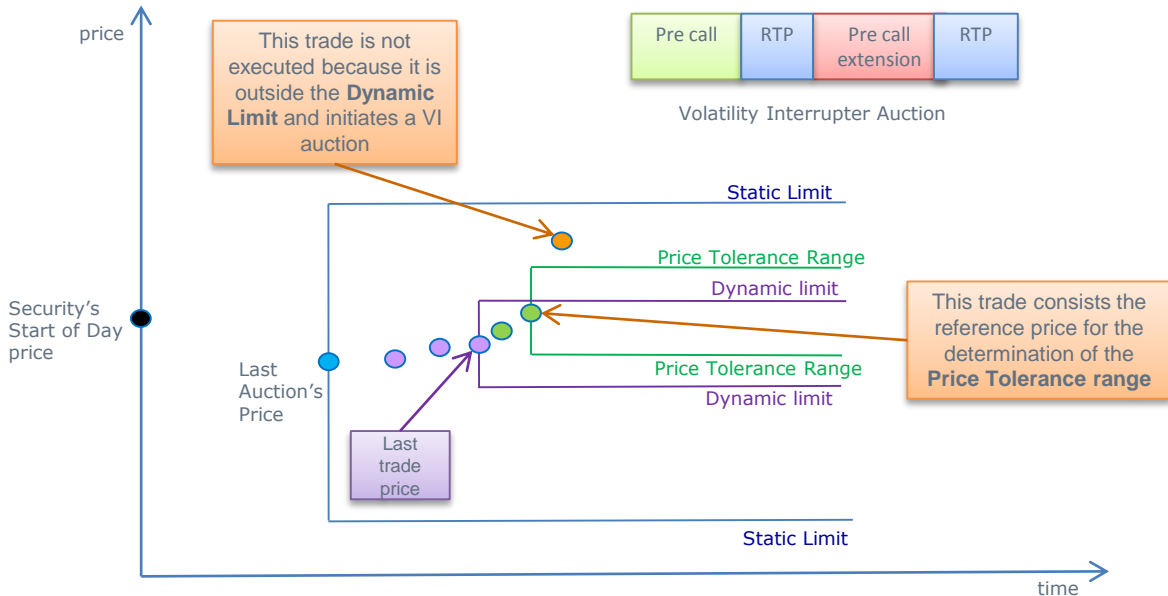 price
This trade is not
executed because it is
outside the Dynamic
Limit and initiates a VI
auction
Pre call
RTP
Pre call
extension
RTP
Volatility Interrupter Auction
Static Limit
Price Tolerance Range
Dynamic limit
Security's
Start of Day
price
This trade consists the
reference price for the
determination of the
Price Tolerance range
Last
Auction's
Price
Price Tolerance Range
Dynamic limit
Last
trade
price
Static Limit
time